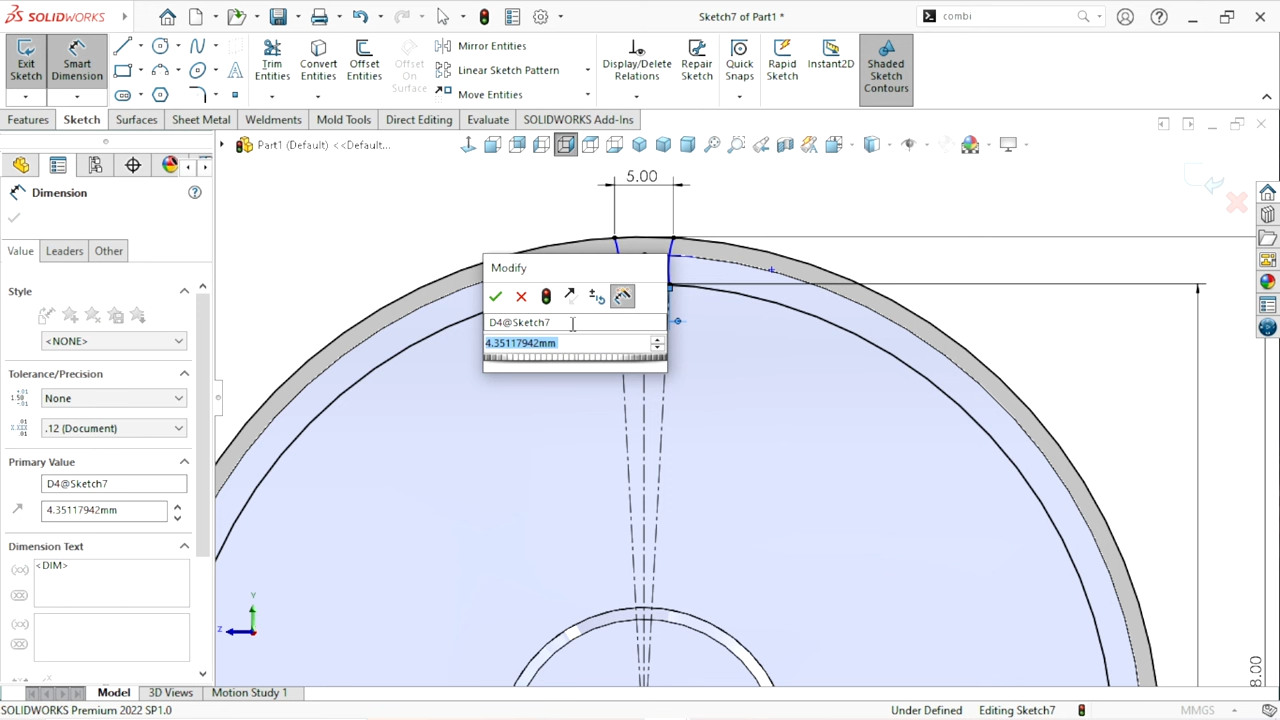 SOLIDWORKS
Sketch7 of Part1 *
combi
Exit Sketch
Smart Dimension
Trim Entities
Convert Entities
Offset Entities
Offset On Surface
Mirror Entities
Linear Sketch Pattern
Move Entities
Display/Delete Relations
Repair Sketch
Quick Snaps
Rapid Sketch
Instant2D
Shaded Sketch Contours
Features
Sketch
Surfaces
Sheet Metal
Weldments
Mold Tools
Direct Editing
Evaluate
SOLIDWORKS Add-Ins
Part1 (Default) <<Default...
Dimension
Value
Leaders
Other
Style
<NONE>
Tolerance/Precision
None
.12 (Document)
Primary Value
D4@Sketch7
4.35117942mm
Dimension Text
<DIM>
5.00
Modify
D4@Sketch7
4.35117942mm
8.00
Y
Z
Model
3D Views
Motion Study 1
SOLIDWORKS Premium 2022 SP1.0
Under Defined
Editing Sketch7
MMGS